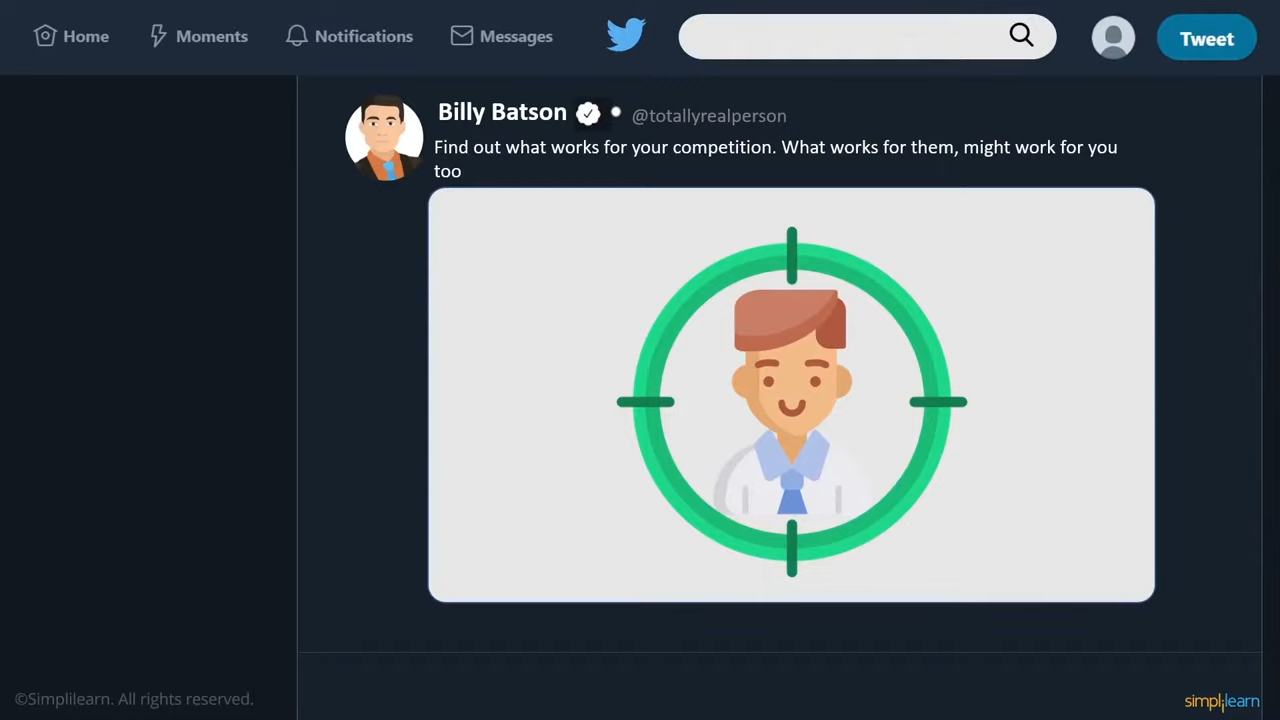 Home Moments Notifications Messages Tweet
Billy Batson @totallyrealperson
Find out what works for your competition. What works for them, might work for you
too
©Simplilearn. All rights reserved.
simplilearn